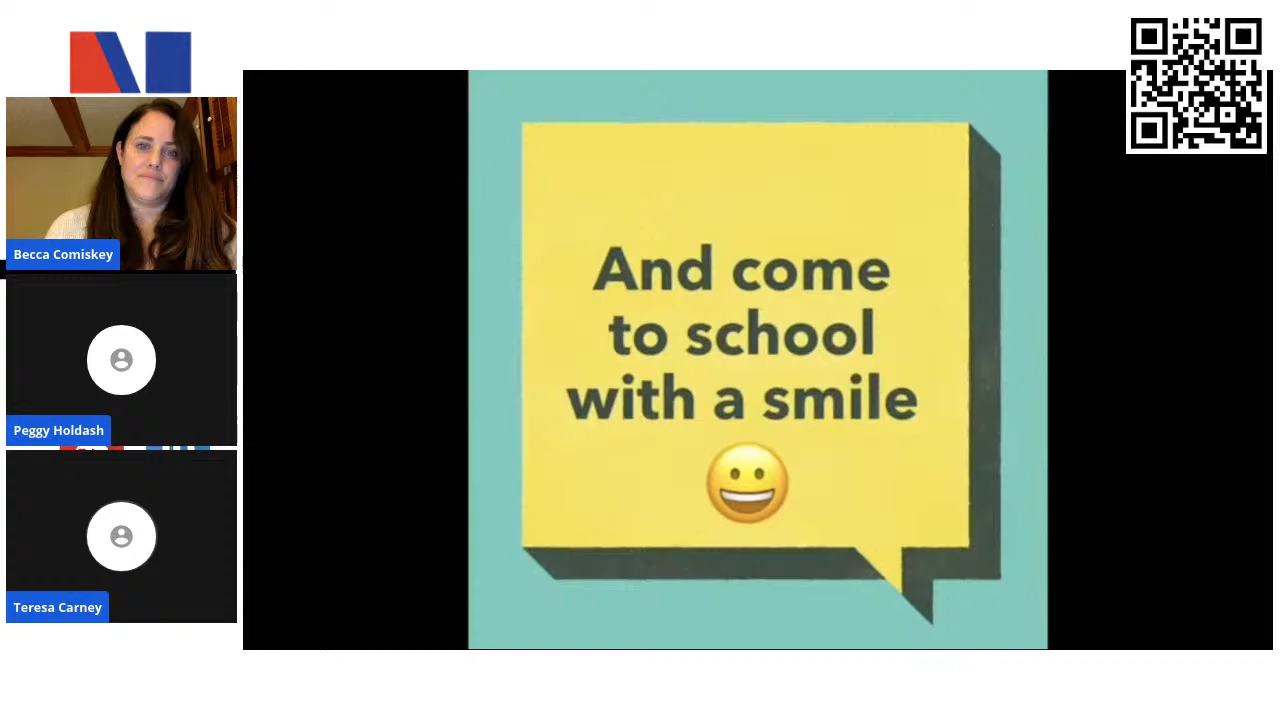 Becca Comiskey
Peggy Holdash
Teresa Carney
And come
to school
with a smile